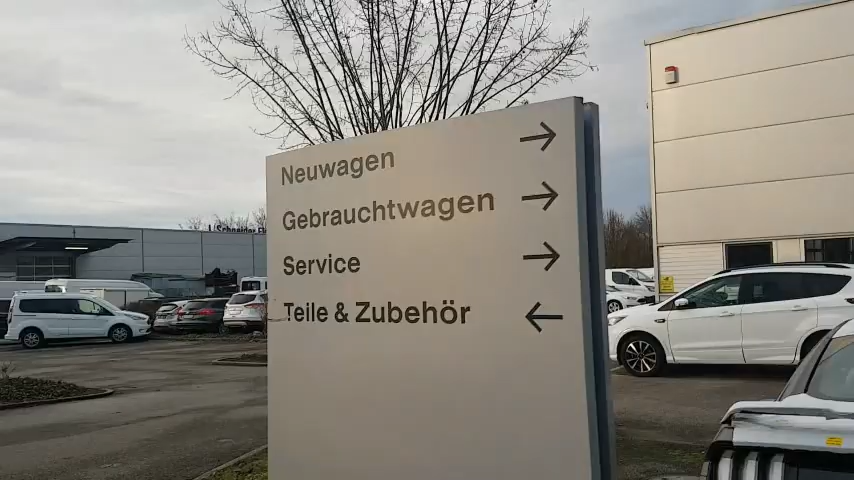 Neuwagen →
Gebrauchtwagen →
Service →
Teile & Zubehör ←